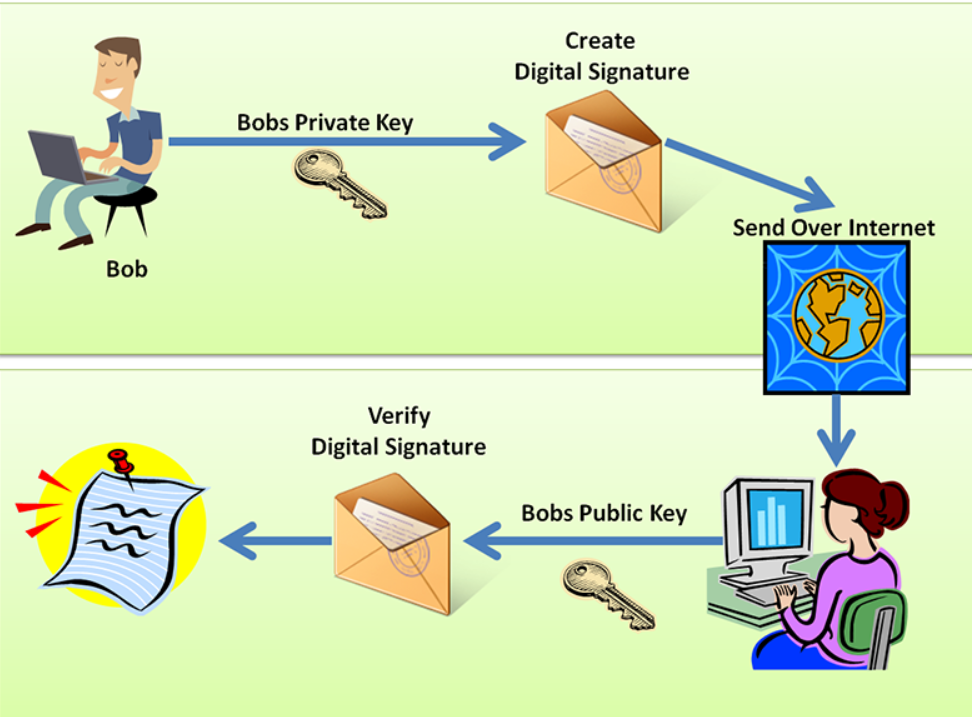 Create
Digital Signature
Bobs Private Key
Send Over Internet
Bob
Verify
Digital Signature
Bobs Public Key